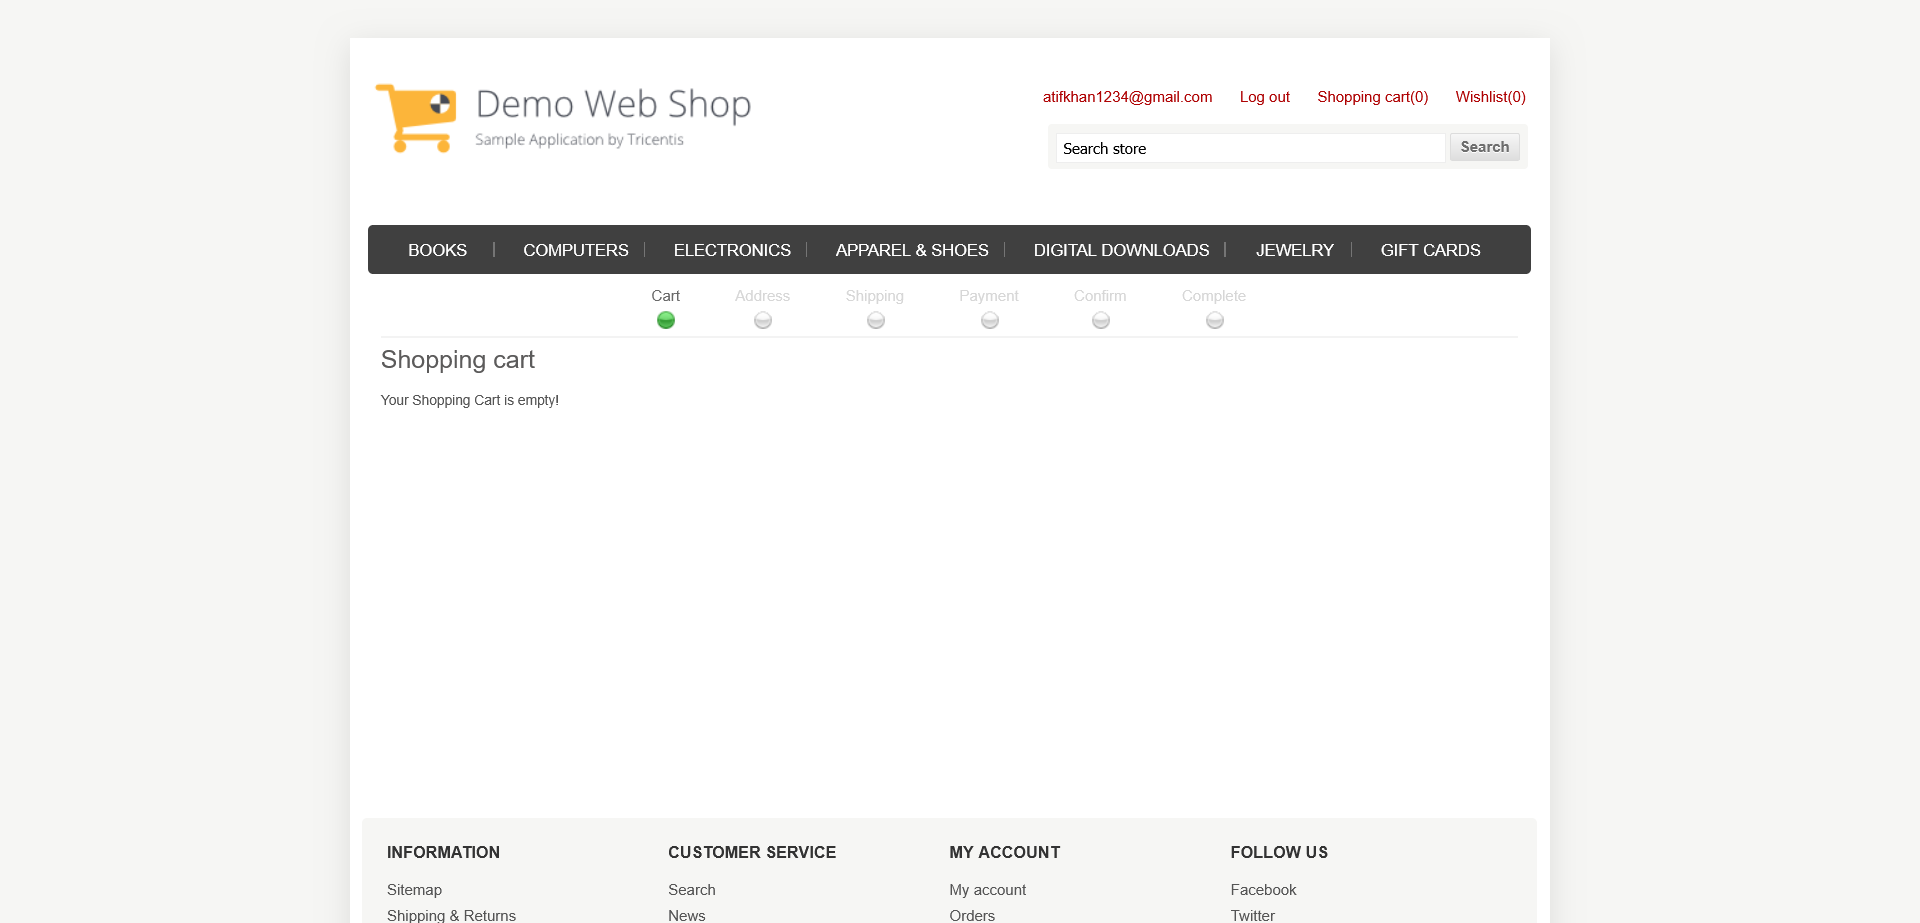 Demo Web Shop
Sample Application by Tricentis
atifkhan1234@gmail.com Log out Shopping cart(0) Wishlist(0)
Search store Search
BOOKS COMPUTERS ELECTRONICS APPAREL & SHOES DIGITAL DOWNLOADS JEWELRY GIFT CARDS
Cart Address Shipping Payment Confirm Complete
Shopping cart
Your Shopping Cart is empty!
INFORMATION CUSTOMER SERVICE MY ACCOUNT FOLLOW US
Sitemap Search My account Facebook
Shipping & Returns News Orders Twitter